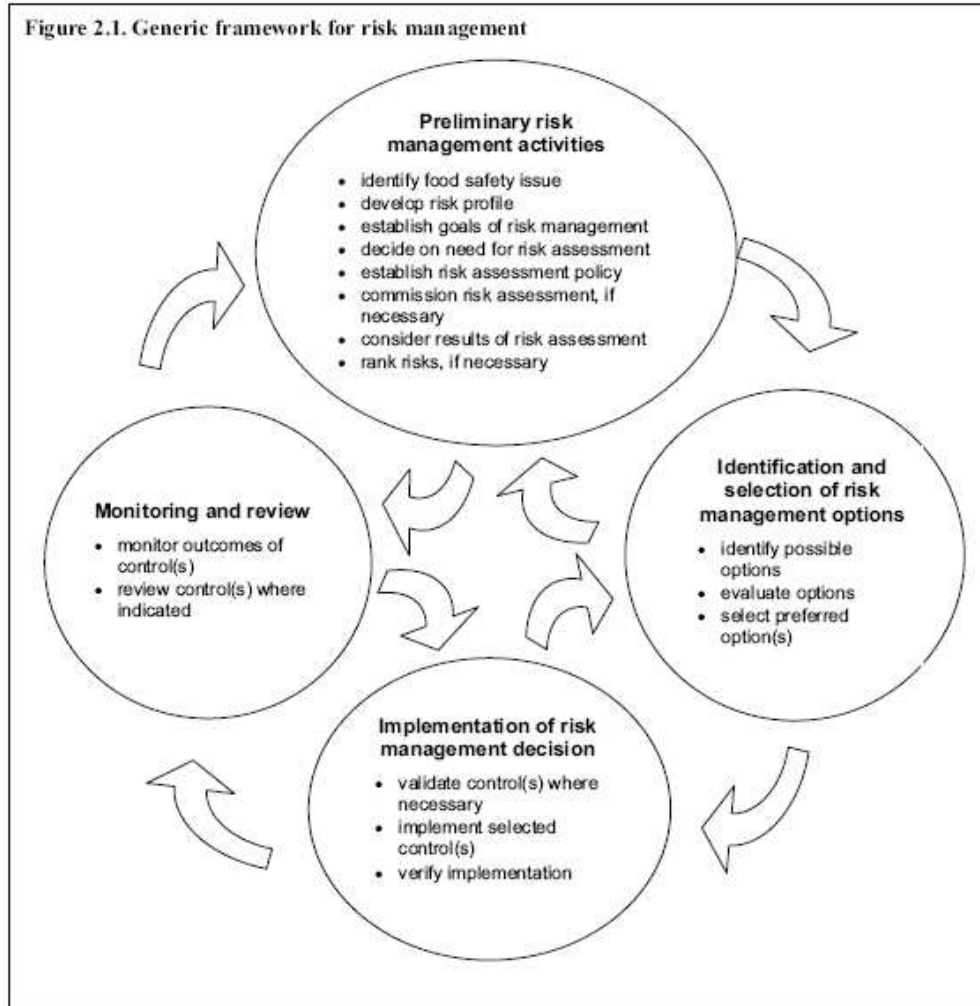 Figure 2.1. Generic framework for risk management
Preliminary risk
management activities
• identify food safety issue
• develop risk profile
• establish goals of risk management
• decide on need for risk assessment
• establish risk assessment policy
• commission risk assessment, if
necessary
• consider results of risk assessment
• rank risks, if necessary
Identification and
selection of risk
management options
• identify possible
options
• evaluate options
• select preferred
option(s)
Implementation of risk
management decision
• validate control(s) where
necessary
• implement selected
control(s)
• verify implementation
Monitoring and review
• monitor outcomes of
control(s)
• review control(s) where
indicated